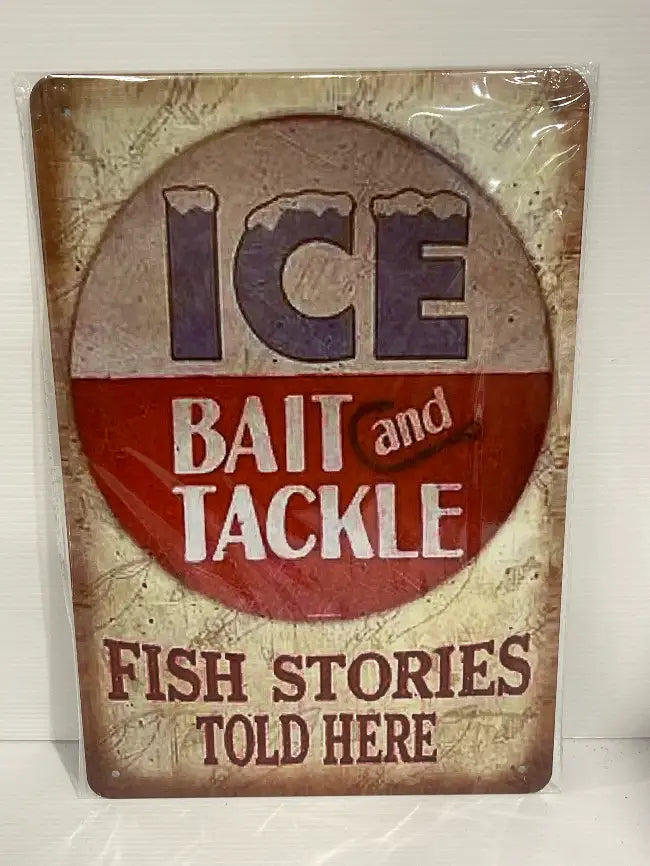 ICE
BAIT and
TACKLE
FISH STORIES
TOLD HERE